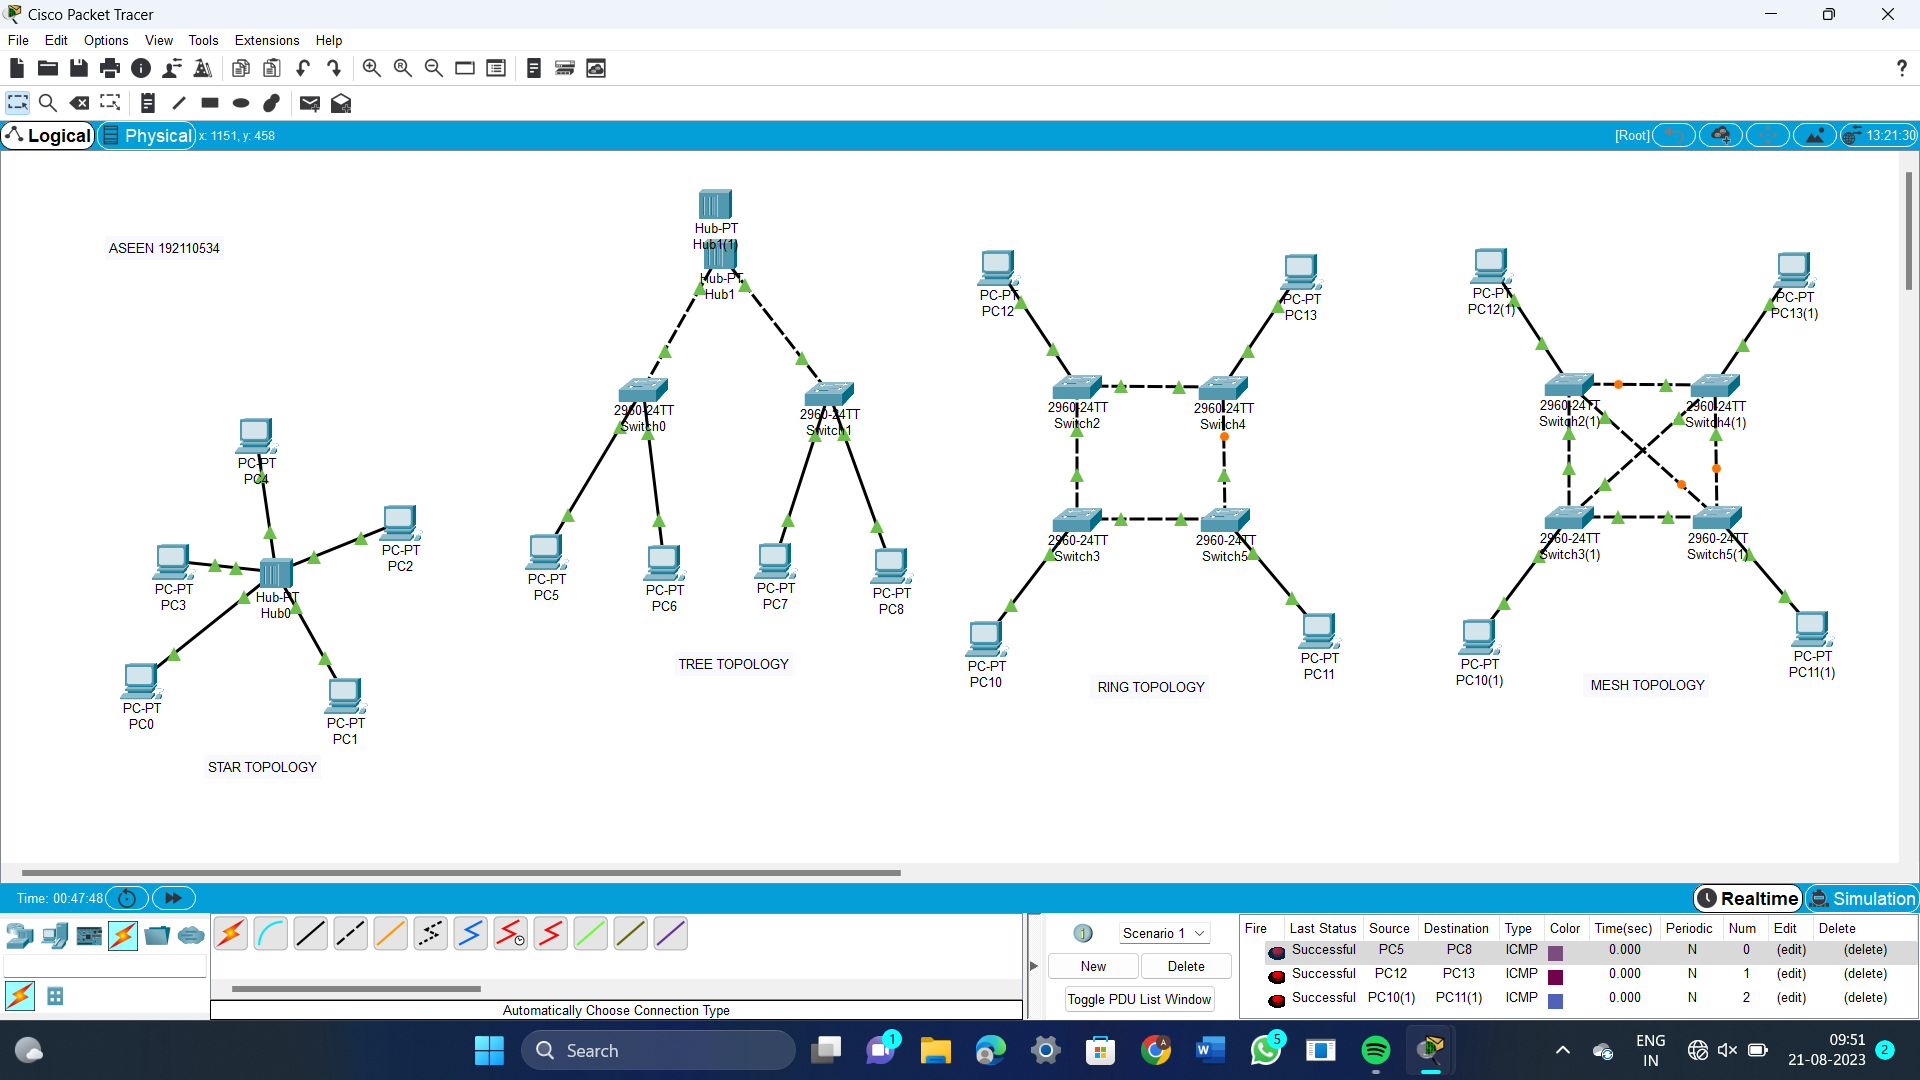 Cisco Packet Tracer
File Edit Options View Tools Extensions Help
?
Logical Physical x: 1151, y: 458 [Root] 13:21:30
ASEEN 192110534
Hub-PT
Hub1(1)
Hub-PT
Hub1
2960-24TT
Switch0
2960-24TT
Switch1
PC-PT
PC5
PC-PT
PC6
PC-PT
PC7
PC-PT
PC8
TREE TOPOLOGY
PC-PT
PC4
PC-PT
PC2
PC-PT
PC3
Hub-PT
Hub0
PC-PT
PC0
PC-PT
PC1
STAR TOPOLOGY
PC-PT
PC12
PC-PT
PC13
2960-24TT
Switch2
2960-24TT
Switch4
2960-24TT
Switch3
2960-24TT
Switch5
PC-PT
PC10
PC-PT
PC11
RING TOPOLOGY
PC-PT
PC12(1)
PC-PT
PC13(1)
2960-24TT
Switch2(1)
2960-24TT
Switch4(1)
2960-24TT
Switch3(1)
2960-24TT
Switch5(1)
PC-PT
PC10(1)
PC-PT
PC11(1)
MESH TOPOLOGY
Time: 00:47:48 Realtime Simulation
Automatically Choose Connection Type
1 Scenario 1
New Delete
Toggle PDU List Window
Fire Last Status Source Destination Type Color Time(sec) Periodic Num Edit Delete
Successful PC5 PC8 ICMP 0.000 N 0 (edit) (delete)
Successful PC12 PC13 ICMP 0.000 N 1 (edit) (delete)
Successful PC10(1) PC11(1) ICMP 0.000 N 2 (edit) (delete)
Search 1 A W 5
ENG
IN
09:51
21-08-2023
2